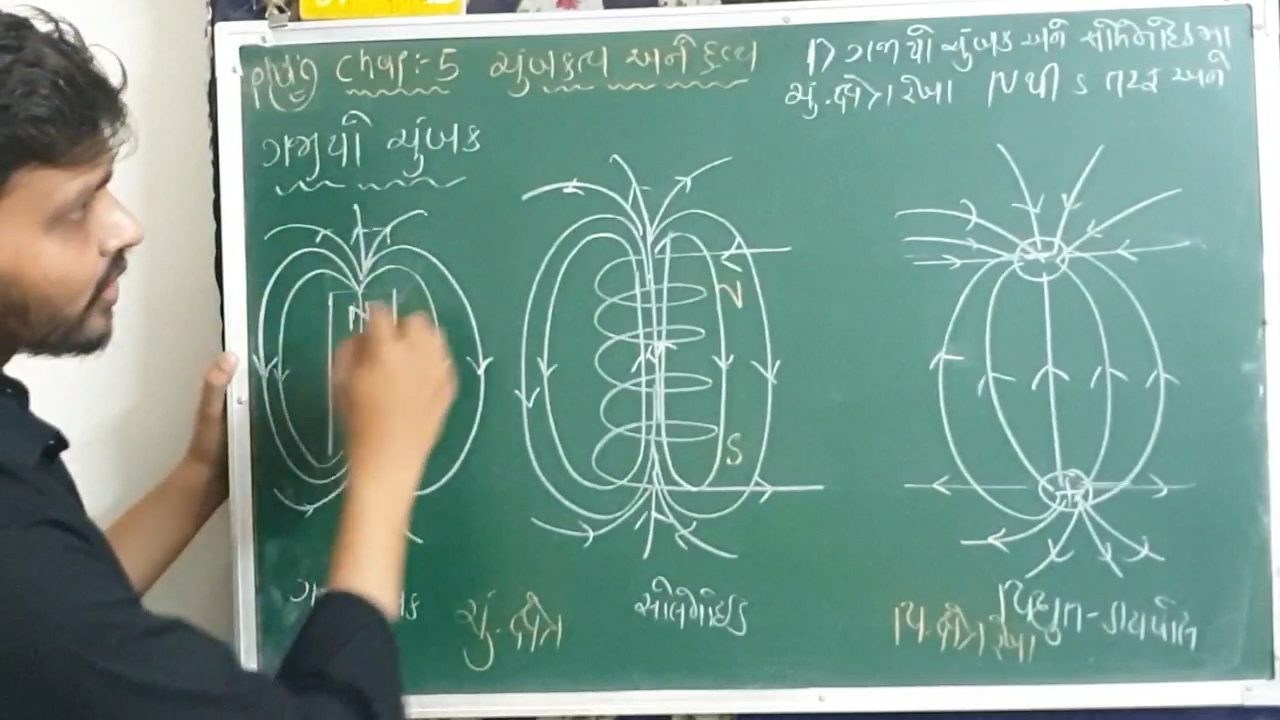 Phy Chap:-5 ચુંબકત્વ અને દ્રવ્ય
1) ગજ્યો ચુંબક અને સોલેનોઇડમા
ચું.ક્ષેત્ર રેખા N થી S તરફ અને
ગજ્યો ચુંબક
N
N
S
ચું. ક્ષેત્ર
સોલેનોઇડ
વિ.ક્ષેત્ર રેખા
વિદ્યુત-ડાયપોલ